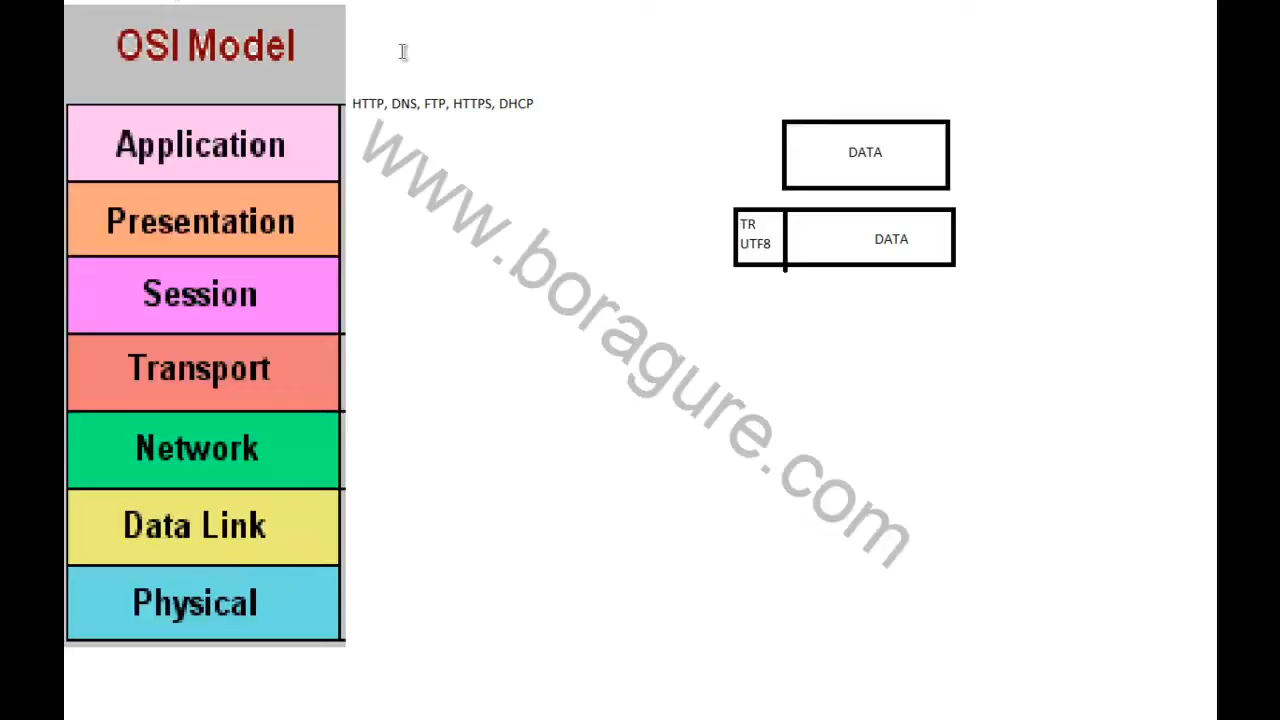 OSI Model
HTTP, DNS, FTP, HTTPS, DHCP
Application
Presentation
Session
Transport
Network
Data Link
Physical
DATA
TR
UTF8
DATA
www.boragure.com